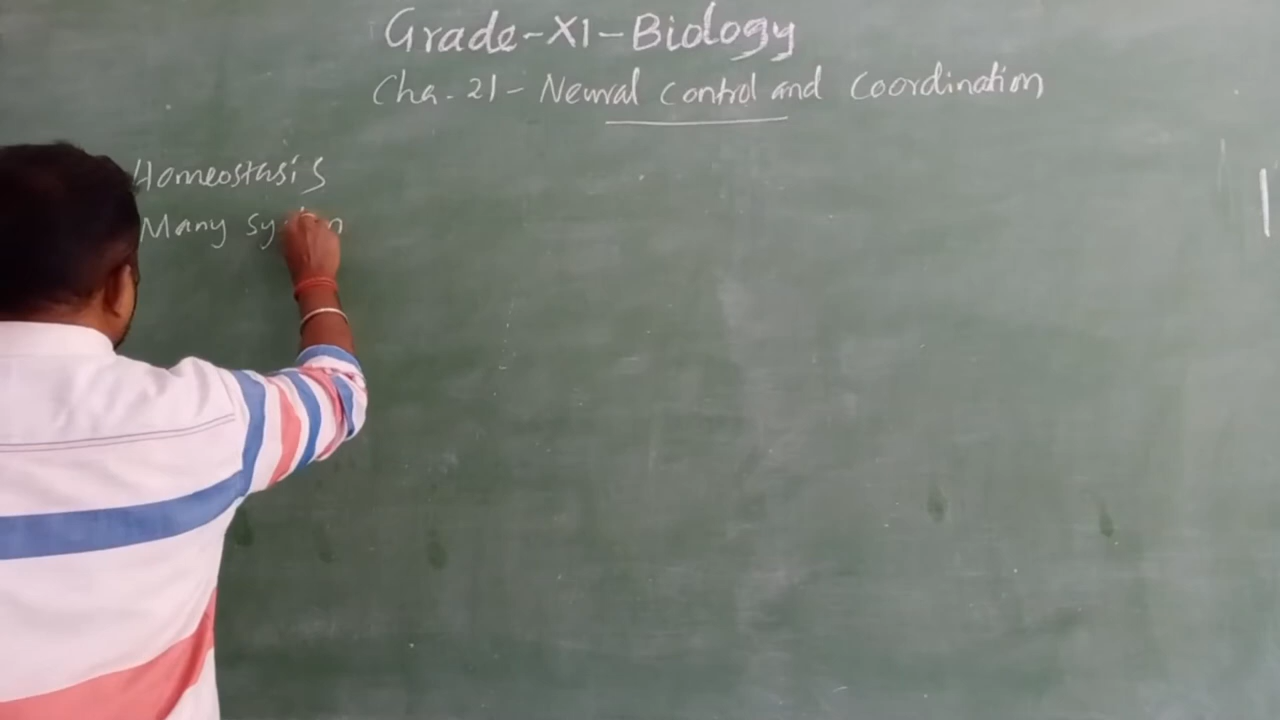 Grade-XI-Biology
Cha. 21- Neural control and Coordination
Homeostasis
Many